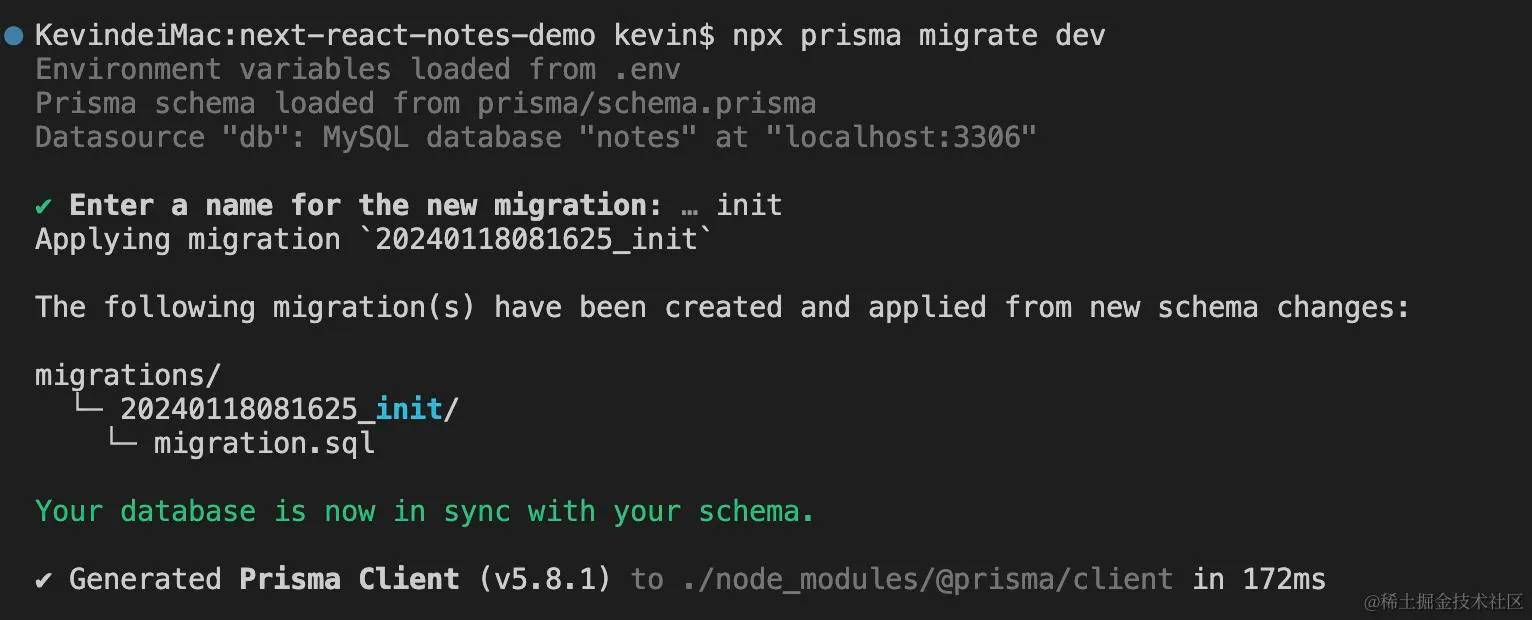 KevindeiMac:next-react-notes-demo kevin$ npx prisma migrate dev
Environment variables loaded from .env
Prisma schema loaded from prisma/schema.prisma
Datasource "db": MySQL database "notes" at "localhost:3306"
✔ Enter a name for the new migration: … init
Applying migration `20240118081625_init`
The following migration(s) have been created and applied from new schema changes:
migrations/
└─ 20240118081625_init/
└─ migration.sql
Your database is now in sync with your schema.
✔ Generated Prisma Client (v5.8.1) to ./node_modules/@prisma/client in 172ms
@稀土掘金技术社区